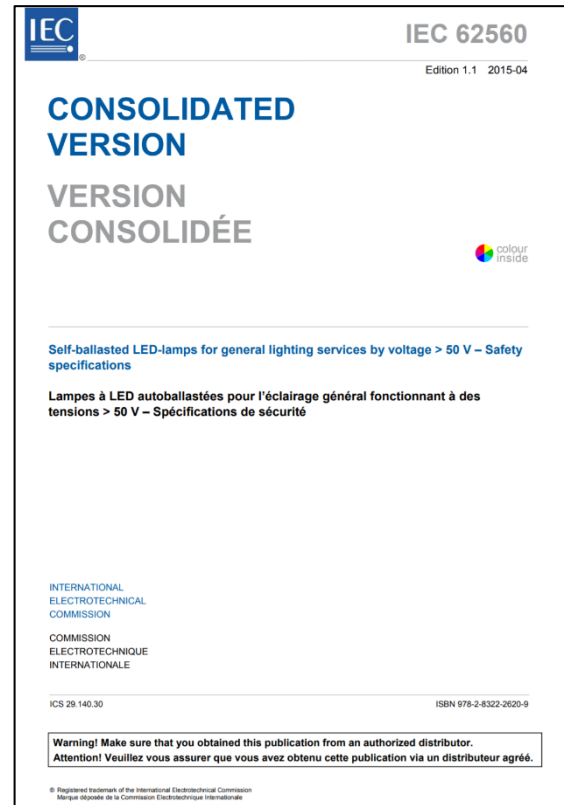 IEC
®
IEC 62560
Edition 1.1 2015-04
CONSOLIDATED
VERSION
VERSION
CONSOLIDÉE
colour
inside
Self-ballasted LED-lamps for general lighting services by voltage > 50 V – Safety
specifications
Lampes à LED autoballastées pour l'éclairage général fonctionnant à des
tensions > 50 V – Spécifications de sécurité
INTERNATIONAL
ELECTROTECHNICAL
COMMISSION
COMMISSION
ELECTROTECHNIQUE
INTERNATIONALE
ICS 29.140.30
ISBN 978-2-8322-2620-9
Warning! Make sure that you obtained this publication from an authorized distributor.
Attention! Veuillez vous assurer que vous avez obtenu cette publication via un distributeur agréé.
® Registered trademark of the International Electrotechnical Commission
Marque déposée de la Commission Electrotechnique Internationale